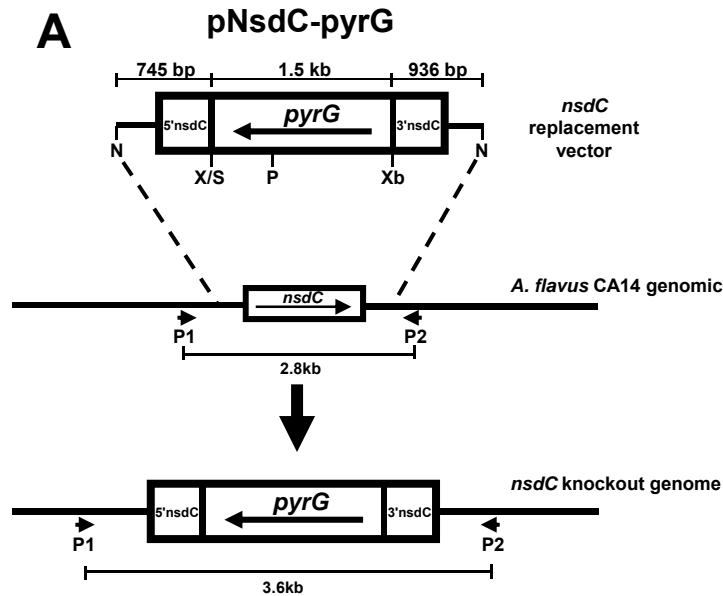 A
pNsdC-pyrG
745 bp 1.5 kb 936 bp
5'nsdC pyrG 3'nsdC
N X/S P Xb N
nsdC
replacement
vector
nsdC
A. flavus CA14 genomic
P1 P2
2.8kb
nsdC knockout genome
5'nsdC pyrG 3'nsdC
P1 P2
3.6kb